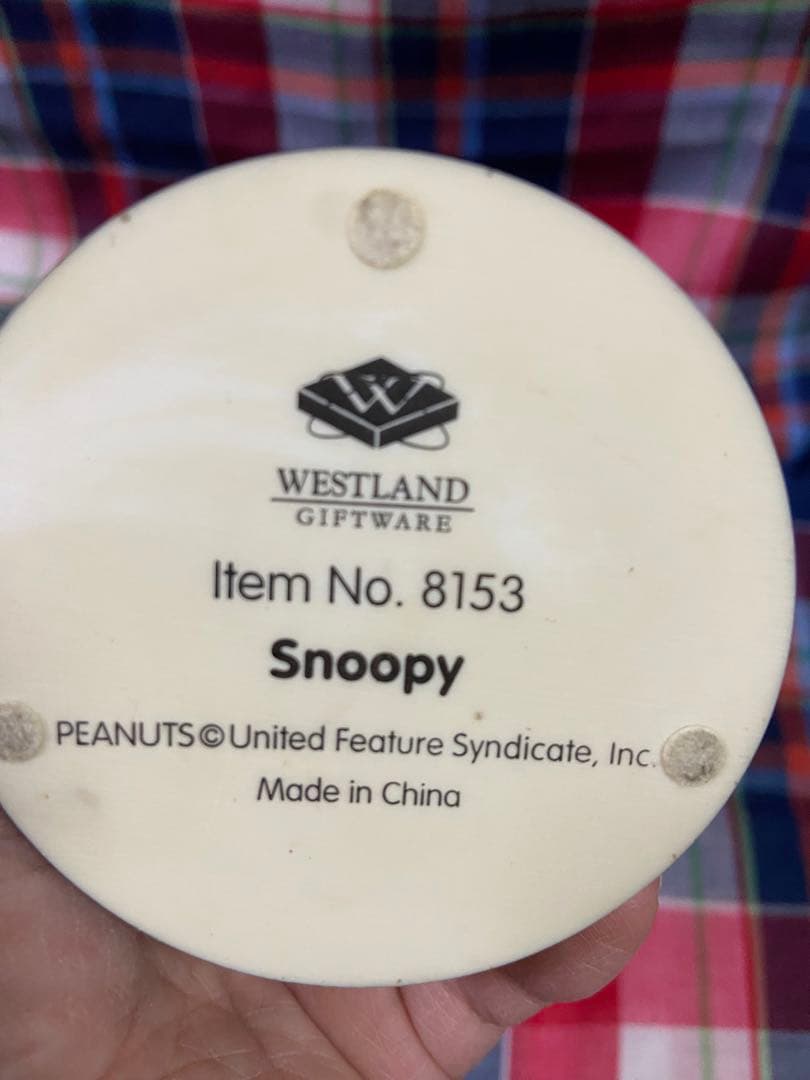 W
WESTLAND
GIFTWARE
Item No. 8153
Snoopy
PEANUTS©United Feature Syndicate, Inc.
Made in China